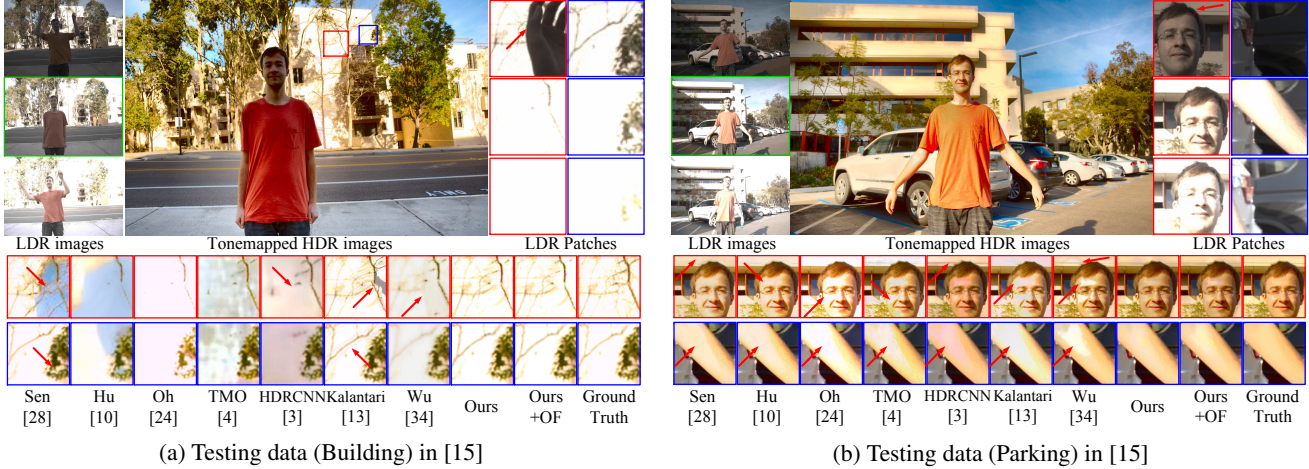 LDR images Tonemapped HDR images LDR Patches
Sen Hu Oh TMO HDRCNN Kalantari Wu Ours Ours Ground
[28] [10] [24] [4] [3] [13] [34] +OF Truth
(a) Testing data (Building) in [15]
LDR images Tonemapped HDR images LDR Patches
Sen Hu Oh TMO HDRCNN Kalantari Wu Ours Ours Ground
[28] [10] [24] [4] [3] [13] [34] +OF Truth
(b) Testing data (Parking) in [15]
ONLY